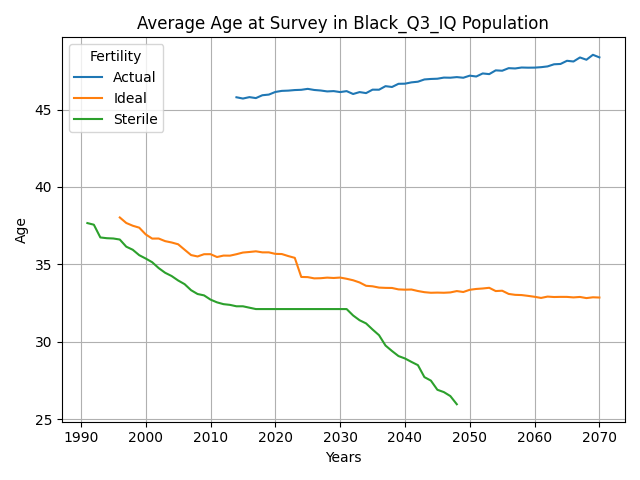 Average Age at Survey in Black_Q3_IQ Population
Fertility
Actual
Ideal
Sterile
Age
45
40
35
30
25
1990 2000 2010 2020 2030 2040 2050 2060 2070
Years